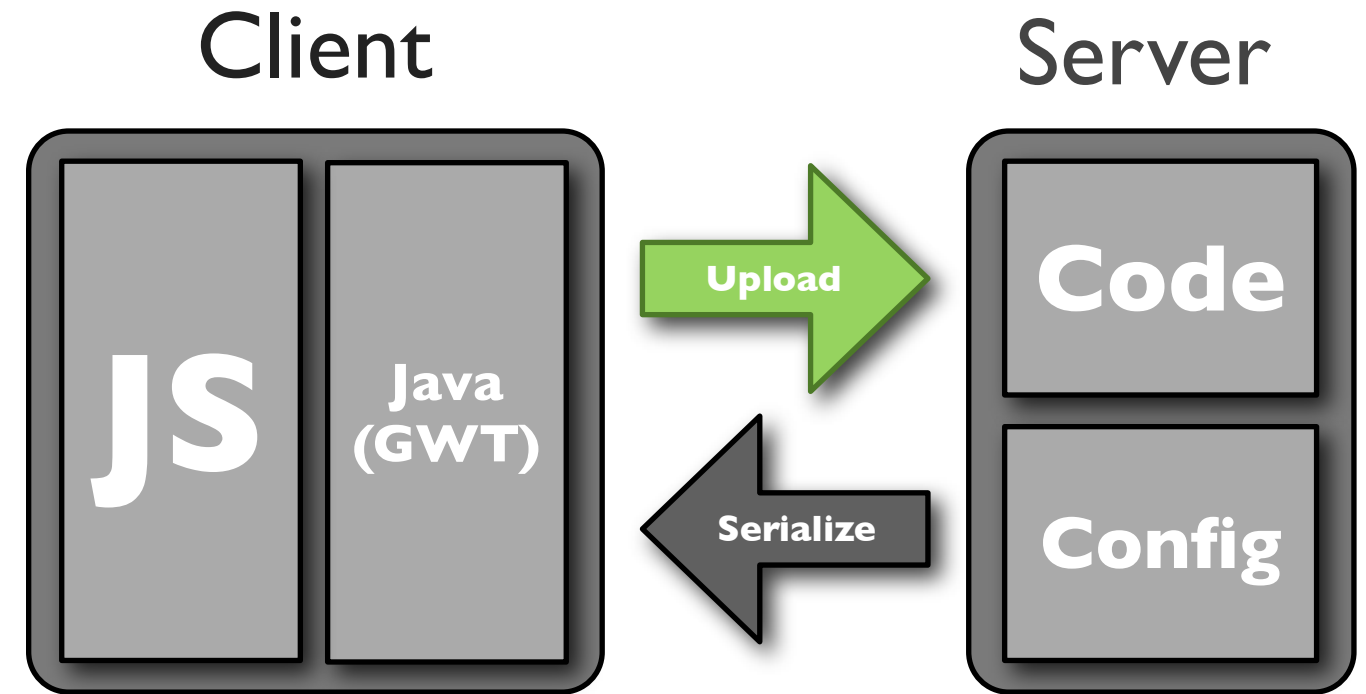 Client
Server
JS
Java
(GWT)
Upload
Serialize
Code
Config